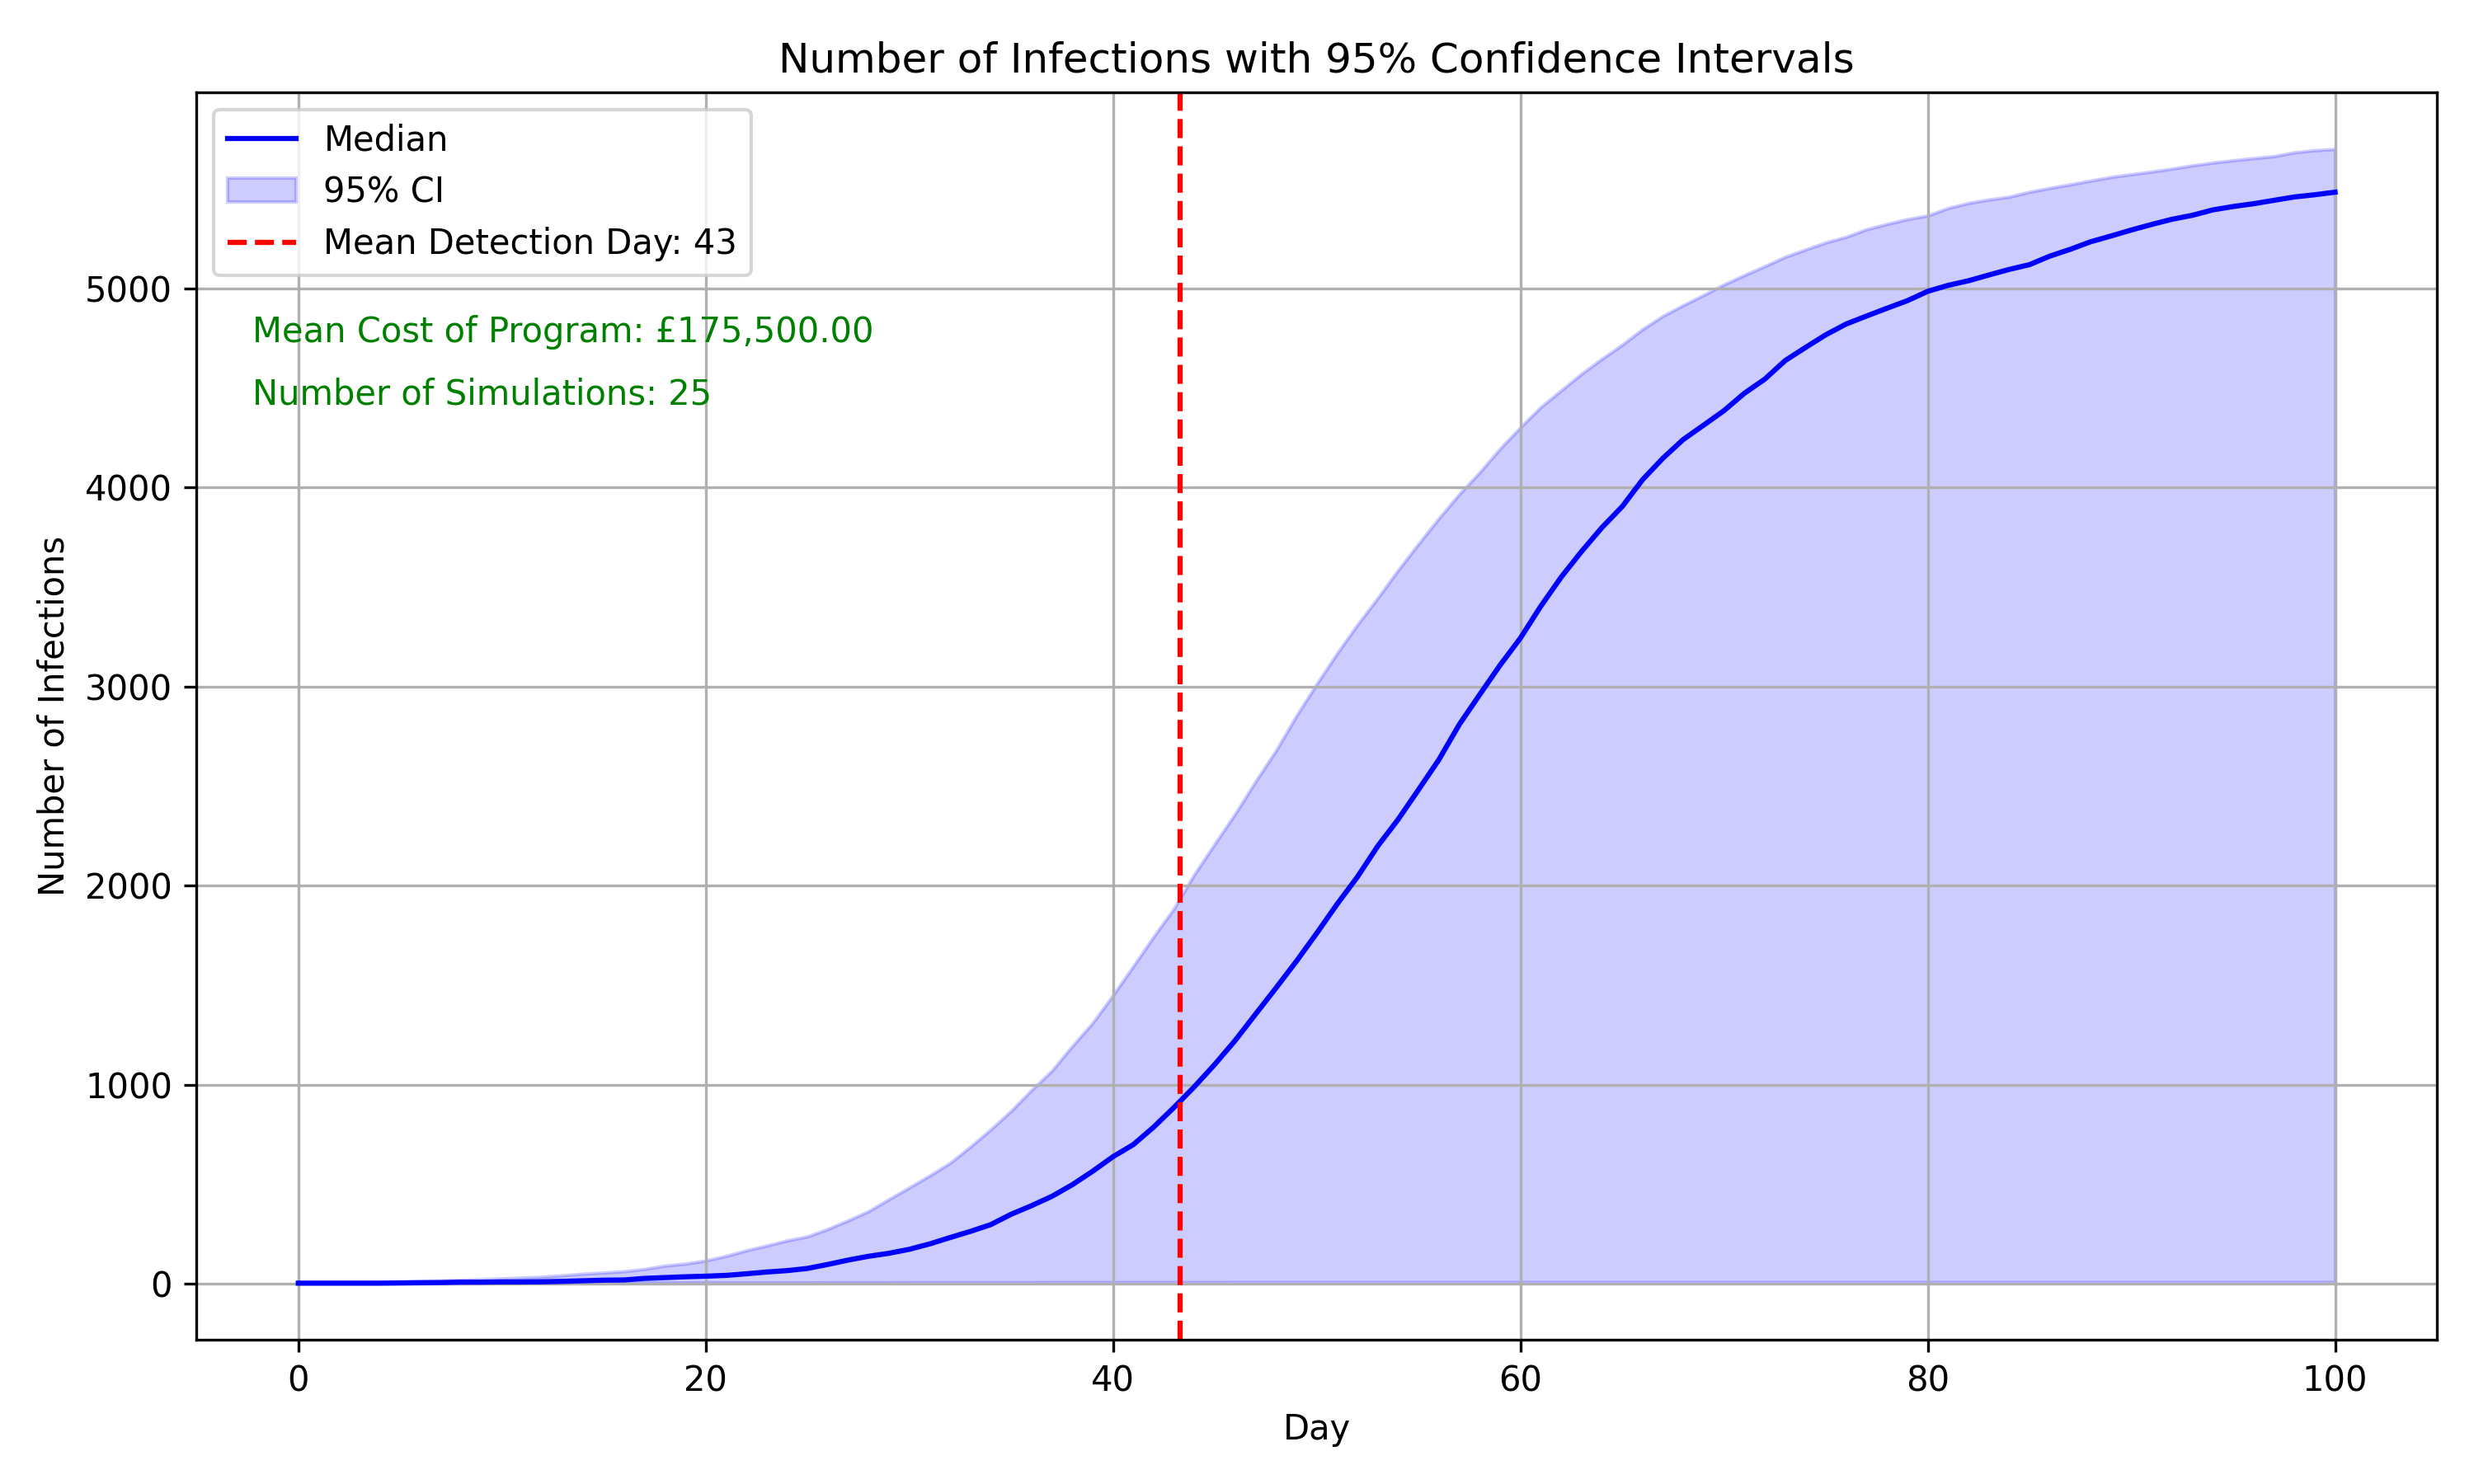 Number of Infections with 95% Confidence Intervals
Median
95% CI
Mean Detection Day: 43
Mean Cost of Program: £175,500.00
Number of Simulations: 25
Number of Infections
5000
4000
3000
2000
1000
0
0 20 40 60 80 100
Day